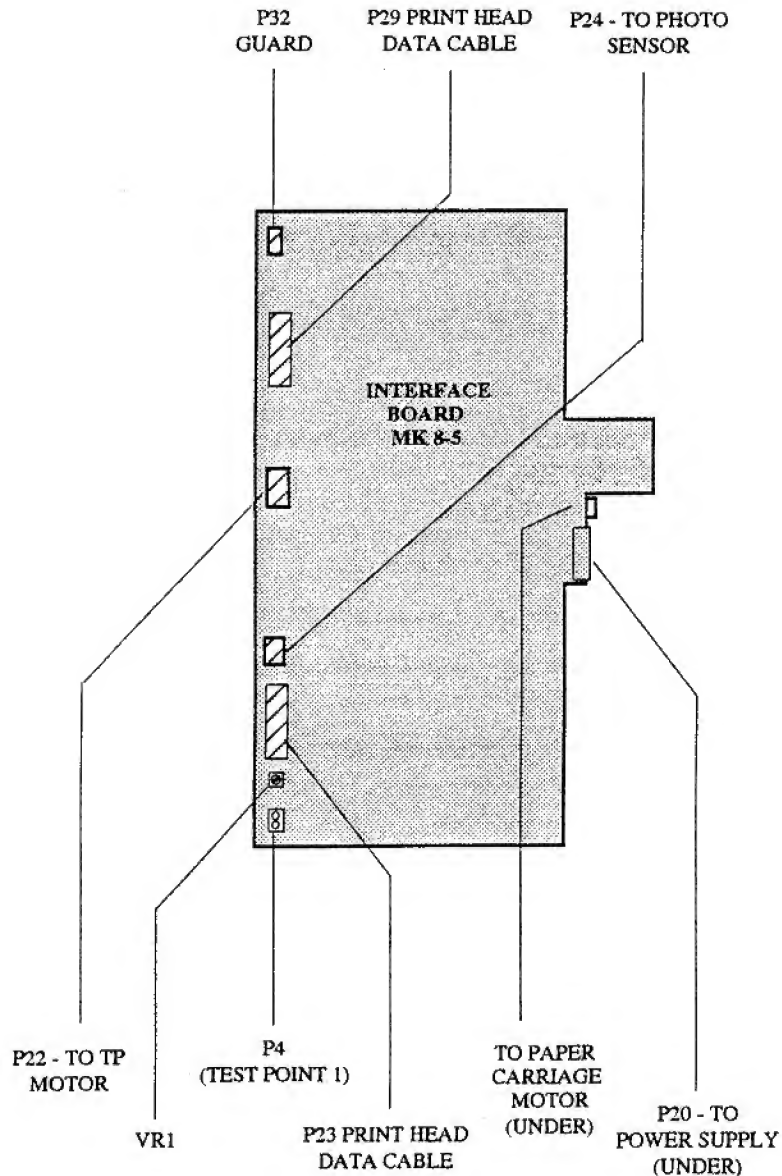 P32
GUARD
P29 PRINT HEAD
DATA CABLE
P24 - TO PHOTO
SENSOR
INTERFACE
BOARD
MK 8-5
P22 - TO TP
MOTOR
VR1
P4
(TEST POINT 1)
P23 PRINT HEAD
DATA CABLE
TO PAPER
CARRIAGE
MOTOR
(UNDER)
P20 - TO
POWER SUPPLY
(UNDER)